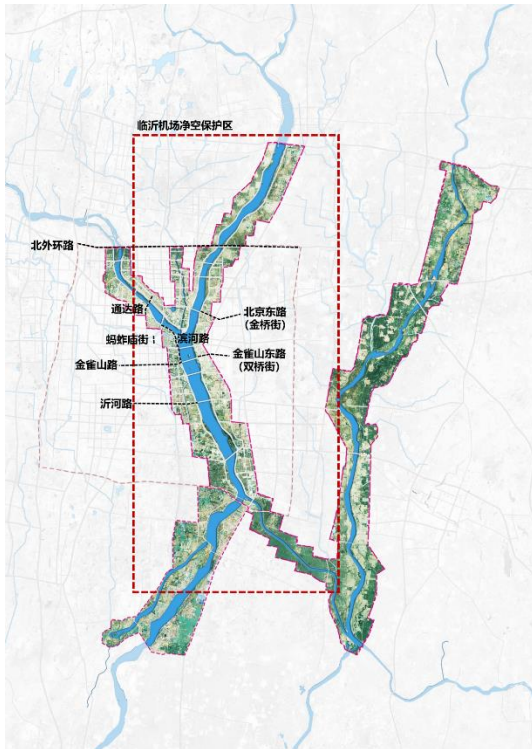 临沂机场净空保护区
北外环路
通达路
北京东路
(金桥街)
蚂蚱庙街
滨河路
金雀山路
金雀山东路
(双桥街)
沂河路